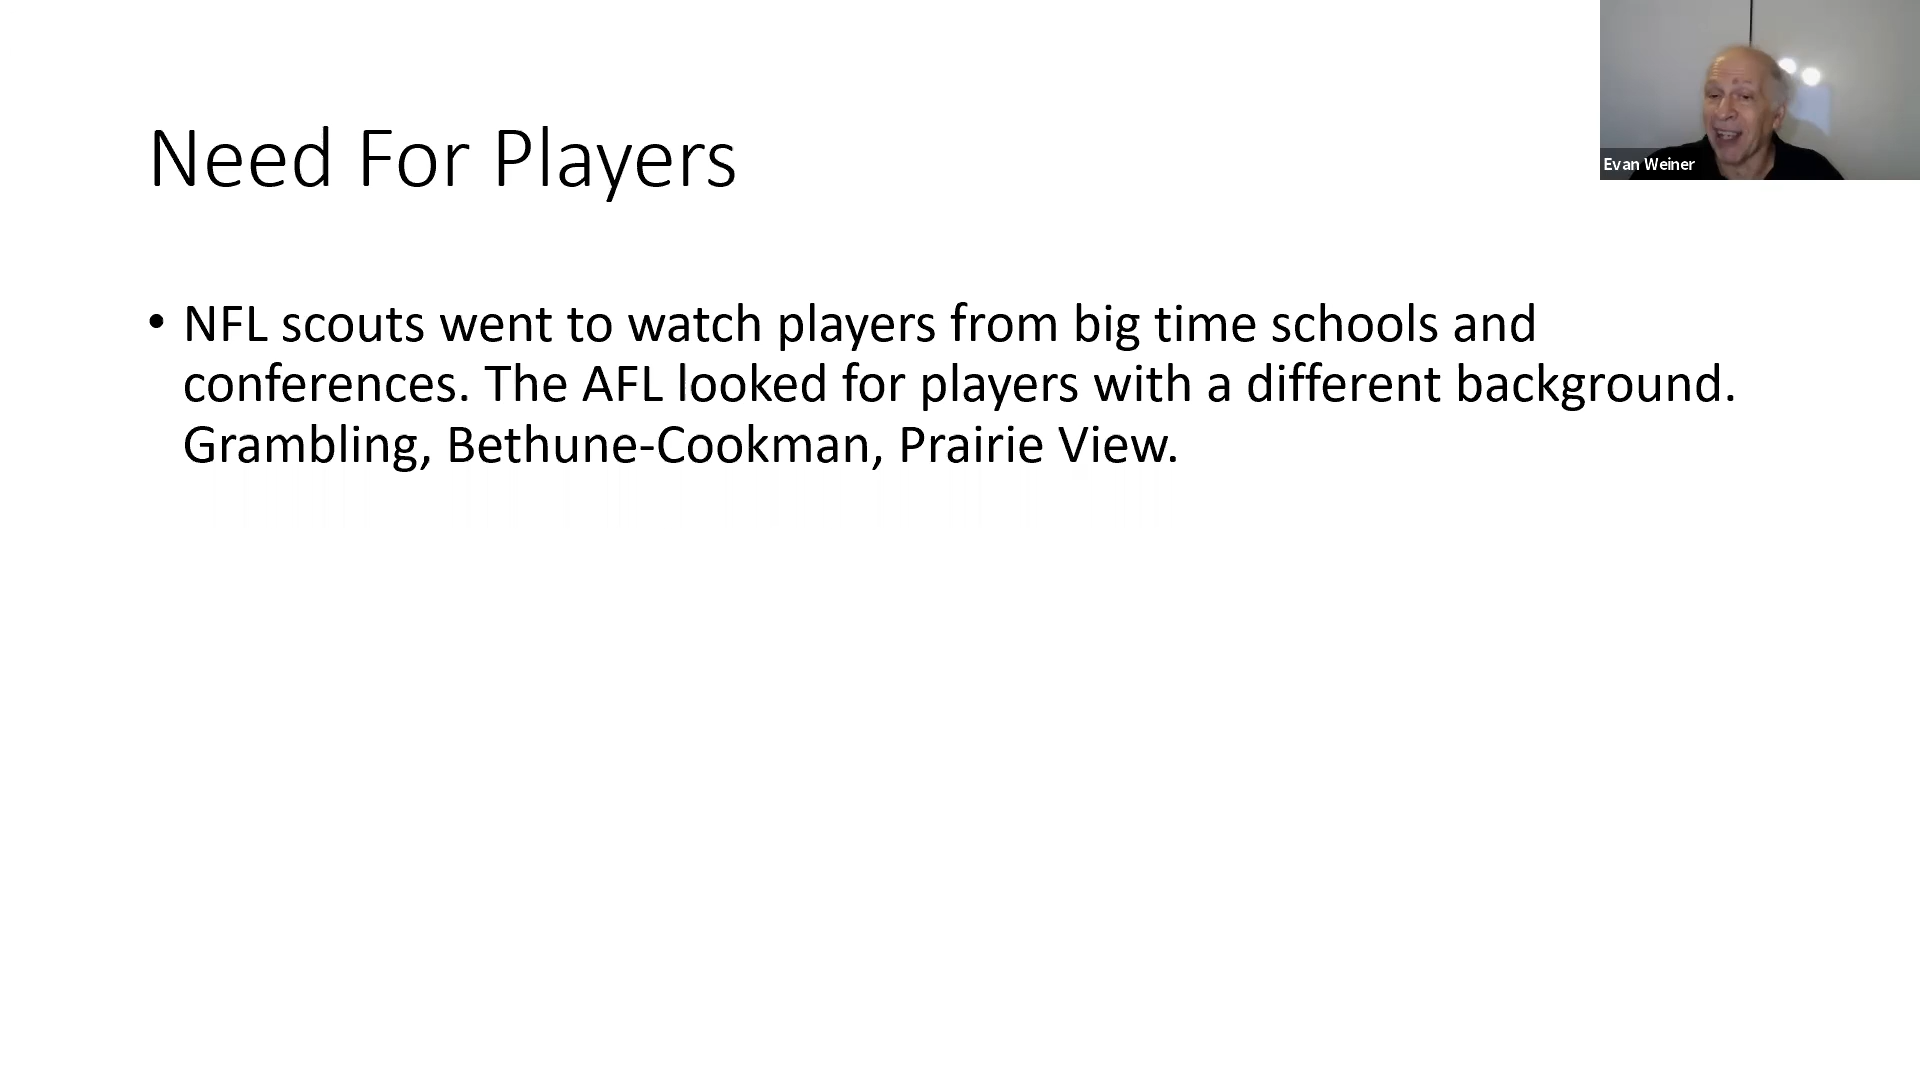 Need For Players
• NFL scouts went to watch players from big time schools and
conferences. The AFL looked for players with a different background.
Grambling, Bethune-Cookman, Prairie View.
Evan Weiner